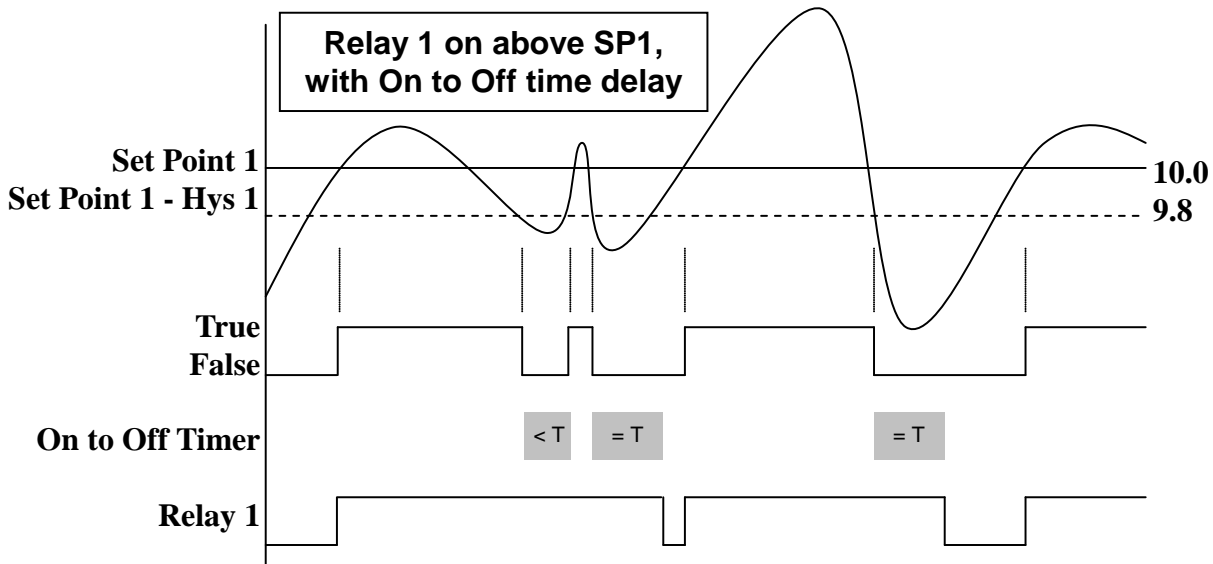 Relay 1 on above SP1,
with On to Off time delay
Set Point 1
10.0
Set Point 1 - Hys 1
9.8
True
False
On to Off Timer
< T
= T
= T
Relay 1